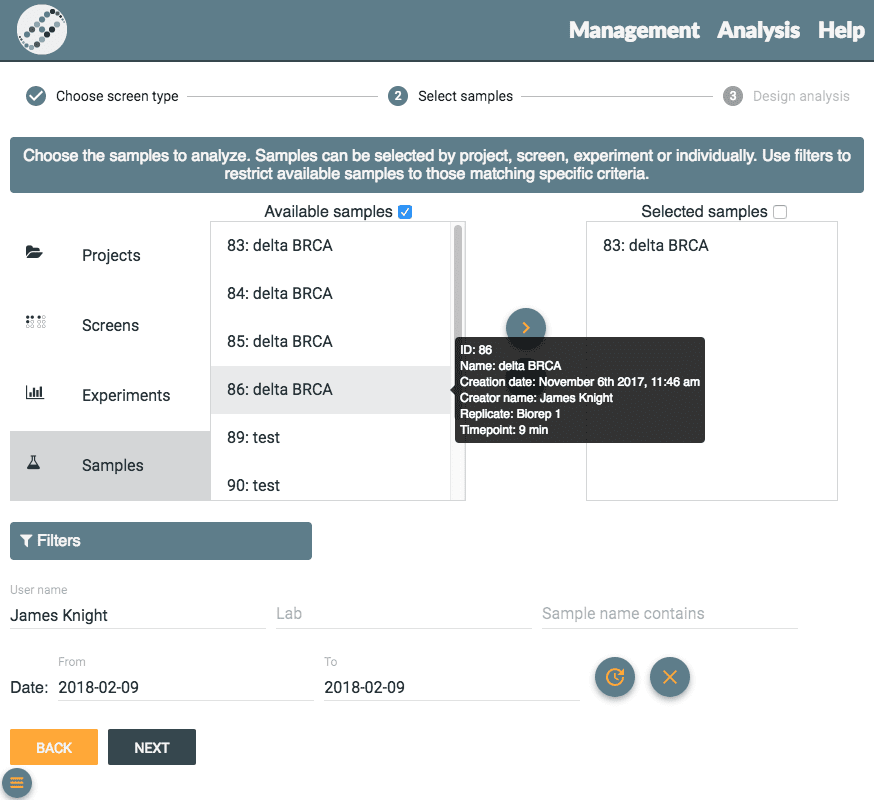 Management Analysis Help
Choose screen type
2 Select samples
3 Design analysis
Choose the samples to analyze. Samples can be selected by project, screen, experiment or individually. Use filters to
restrict available samples to those matching specific criteria.
Available samples
Selected samples
Projects
Screens
Experiments
Samples
83: delta BRCA
84: delta BRCA
85: delta BRCA
86: delta BRCA
89: test
90: test
83: delta BRCA
ID: 86
Name: delta BRCA
Creation date: November 6th 2017, 11:46 am
Creator name: James Knight
Replicate: Biorep 1
Timepoint: 9 min
Filters
User name
James Knight
Lab
Sample name contains
From
To
Date: 2018-02-09
2018-02-09
BACK
NEXT